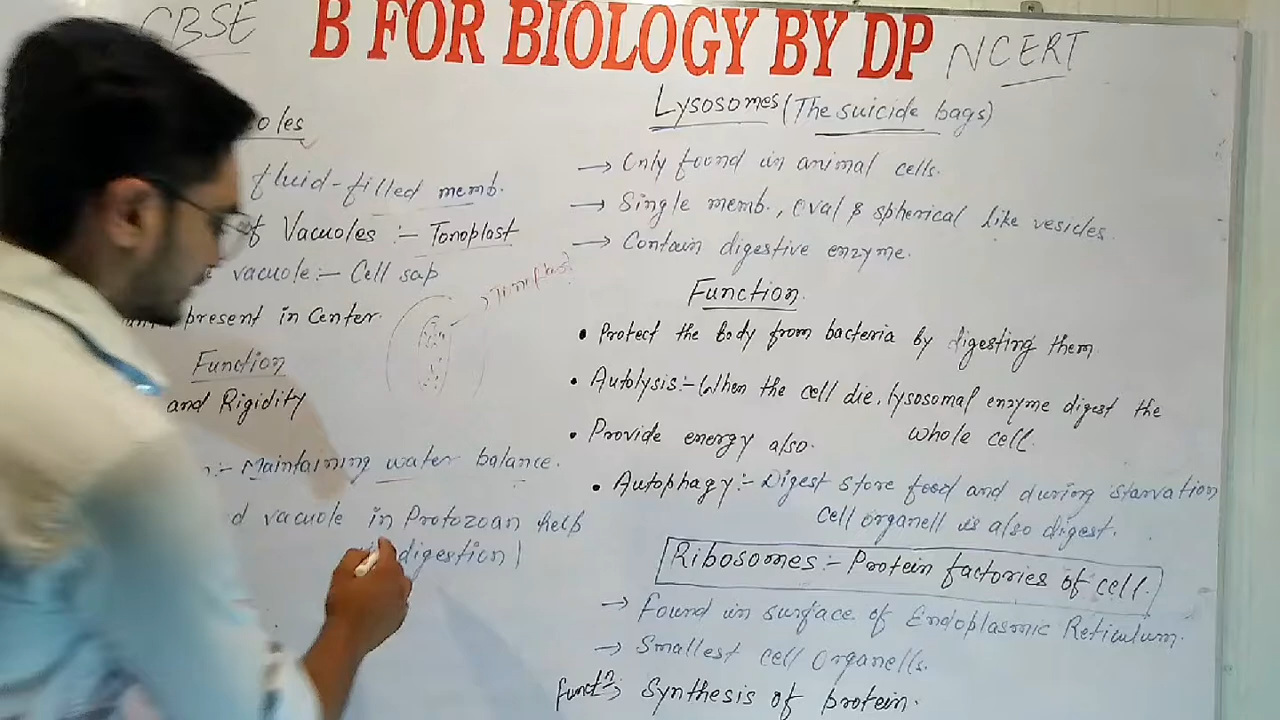 CBSE
B FOR BIOLOGY BY DP
NCERT
oles
fluid-filled memb.
of Vacuoles :- Tonoplast
vacuole:- Cell sap
present in Center.
Function
and Rigidity
:- Maintaining water balance.
d vacuole in Protozoan help
digestion)
Lysosomes (The suicide bags)
→ Only found in animal cells.
→ Single memb., oval & spherical like vesicles.
→ Contain digestive enzyme.
Function.
• Protect the body from bacteria by digesting them.
• Autolysis:- When the cell die, lysosomal enzyme digest the
whole cell.
• Provide energy also.
• Autophagy:- Digest store food and during starvation
cell organell is also digest.
Ribosomes:- Protein factories of cell.
→ Found in surface of Endoplasmic Reticulum.
→ Smallest cell Organells.
functn:→ Synthesis of protein.